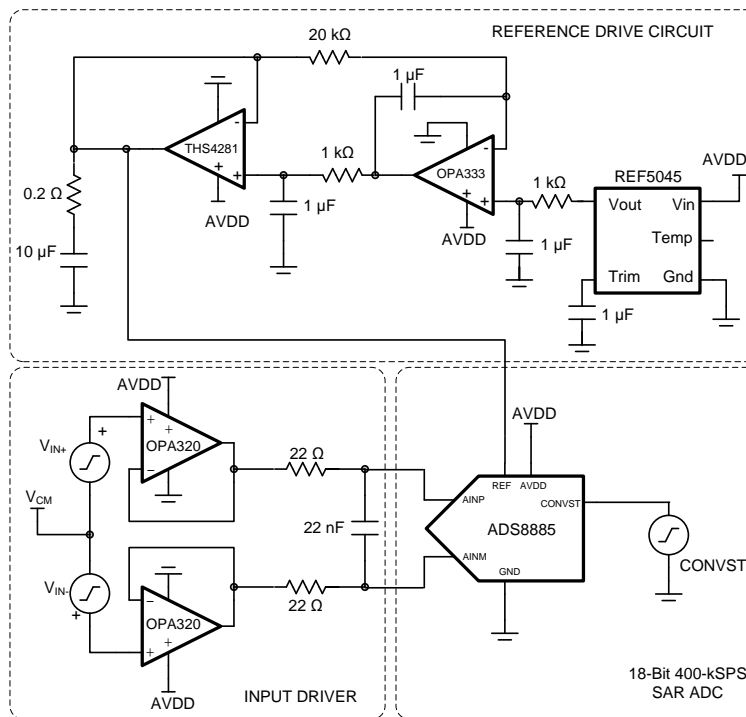 REFERENCE DRIVE CIRCUIT
20 kΩ
1 µF
-
THS4281
+
+
AVDD
1 kΩ
1 µF
-
OPA333
+
+
AVDD
1 kΩ
1 µF
REF5045
AVDD
Vout
Vin
Temp
Trim
Gnd
1 µF
0.2 Ω
10 µF
AVDD
+
VIN+
+
+
OPA320
−
22 Ω
VCM
22 nF
VIN-
+
−
OPA320
+
+
22 Ω
AVDD
INPUT DRIVER
AVDD
REF
AVDD
CONVST
AINP
ADS8885
AINM
GND
CONVST
18-Bit 400-kSPS
SAR ADC